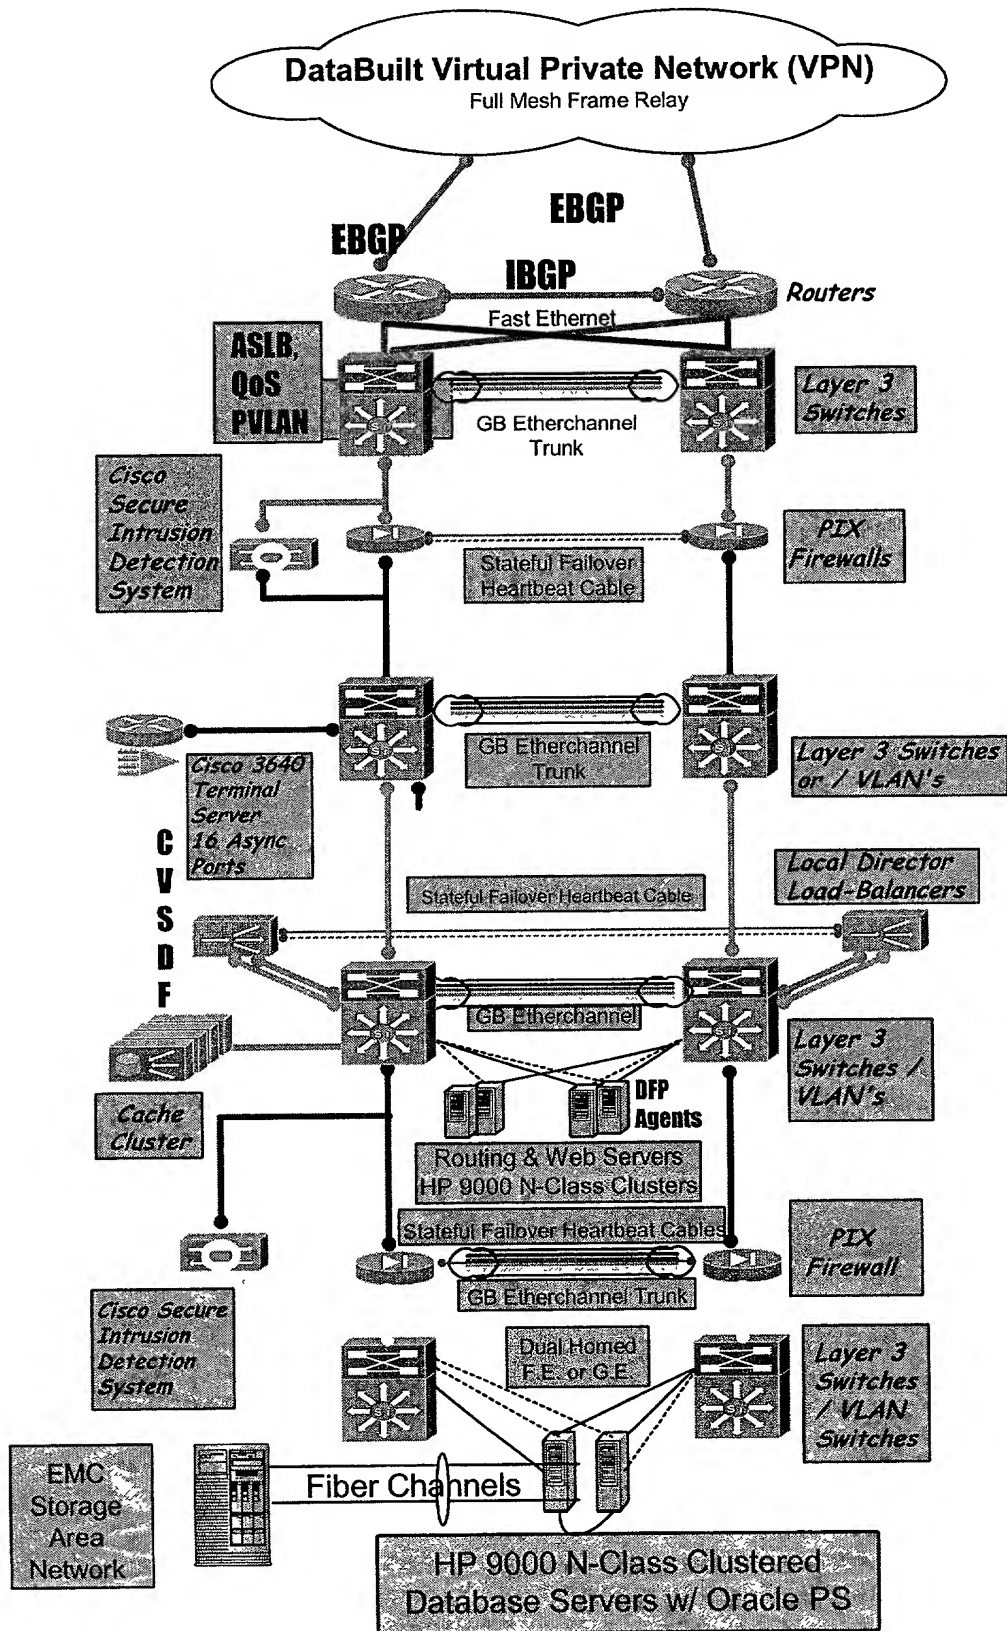 DataBuilt Virtual Private Network (VPN)
Full Mesh Frame Relay
EBGP
EBGP
IBGP
Routers
Fast Ethernet
ASLB,
QoS
PVLAN
Layer 3
Switches
GB Etherchannel
Trunk
Cisco
Secure
Intrusion
Detection
System
PIX
Firewalls
Stateful Failover
Heartbeat Cable
GB Etherchannel
Trunk
Layer 3 Switches
or / VLAN's
Cisco 3640
Terminal
Server
16 Async
Ports
C
V
S
D
F
Local Director
Load-Balancers
Stateful Failover Heartbeat Cable
GB Etherchannel
Layer 3
Switches /
VLAN's
Cache
Cluster
DFP
Agents
Routing & Web Servers
HP 9000 N-Class Clusters
Stateful Failover Heartbeat Cables
PIX
Firewall
GB Etherchannel Trunk
Cisco Secure
Intrusion
Detection
System
Dual Homed
F.E. or G.E.
Layer 3
Switches
/ VLAN
Switches
EMC
Storage
Area
Network
Fiber Channels
HP 9000 N-Class Clustered
Database Servers w/ Oracle PS